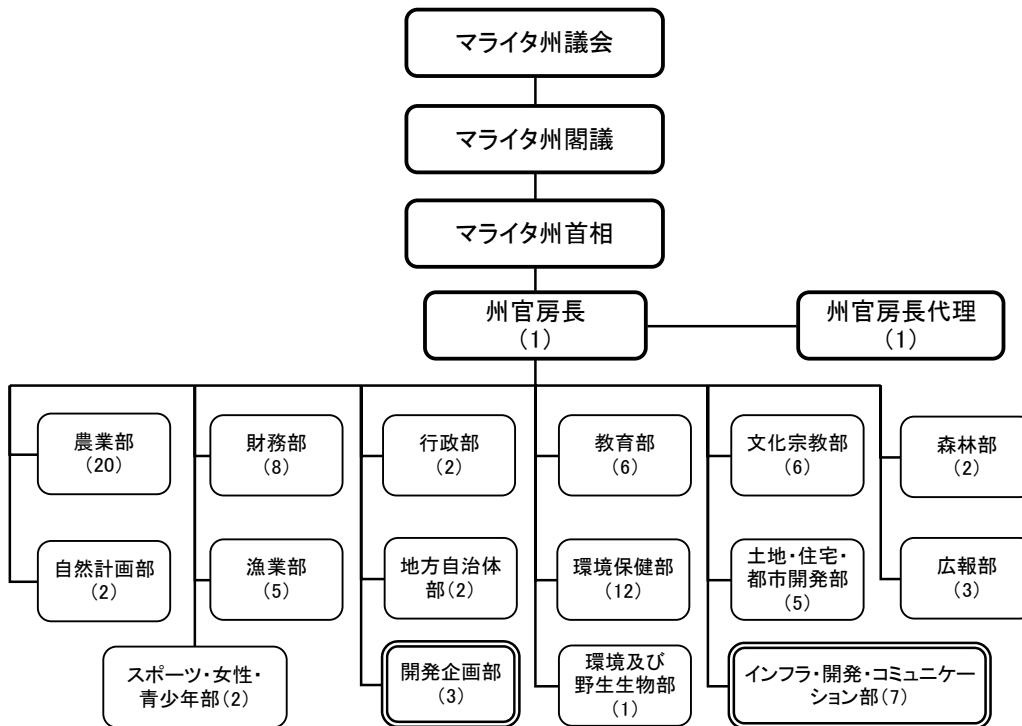 マライタ州議会
マライタ州閣議
マライタ州首相
州官房長
(1)
州官房長代理
(1)
農業部
(20)
財務部
(8)
行政部
(2)
教育部
(6)
文化宗教部
(6)
森林部
(2)
自然計画部
(2)
漁業部
(5)
地方自治体
部(2)
環境保健部
(12)
土地・住宅・
都市開発部
(5)
広報部
(3)
スポーツ・女性・
青少年部(2)
開発企画部
(3)
環境及び
野生生物部
(1)
インフラ・開発・コミュニケー
ション部(7)